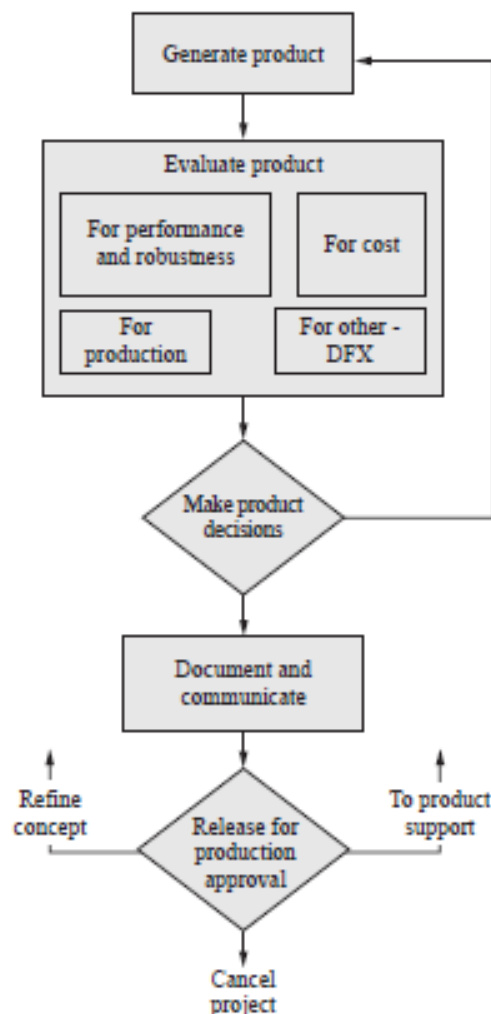 Generate product
Evaluate product
For performance
and robustness
For cost
For
production
For other -
DFX
Make product
decisions
Document and
communicate
Refine
concept
To product
support
Release for
production
approval
Cancel
project